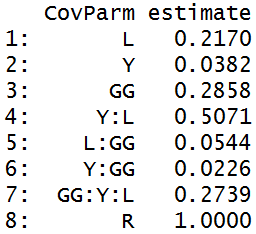 CovParm estimate
1: L 0.2170
2: Y 0.0382
3: GG 0.2858
4: Y:L 0.5071
5: L:GG 0.0544
6: Y:GG 0.0226
7: GG:Y:L 0.2739
8: R 1.0000